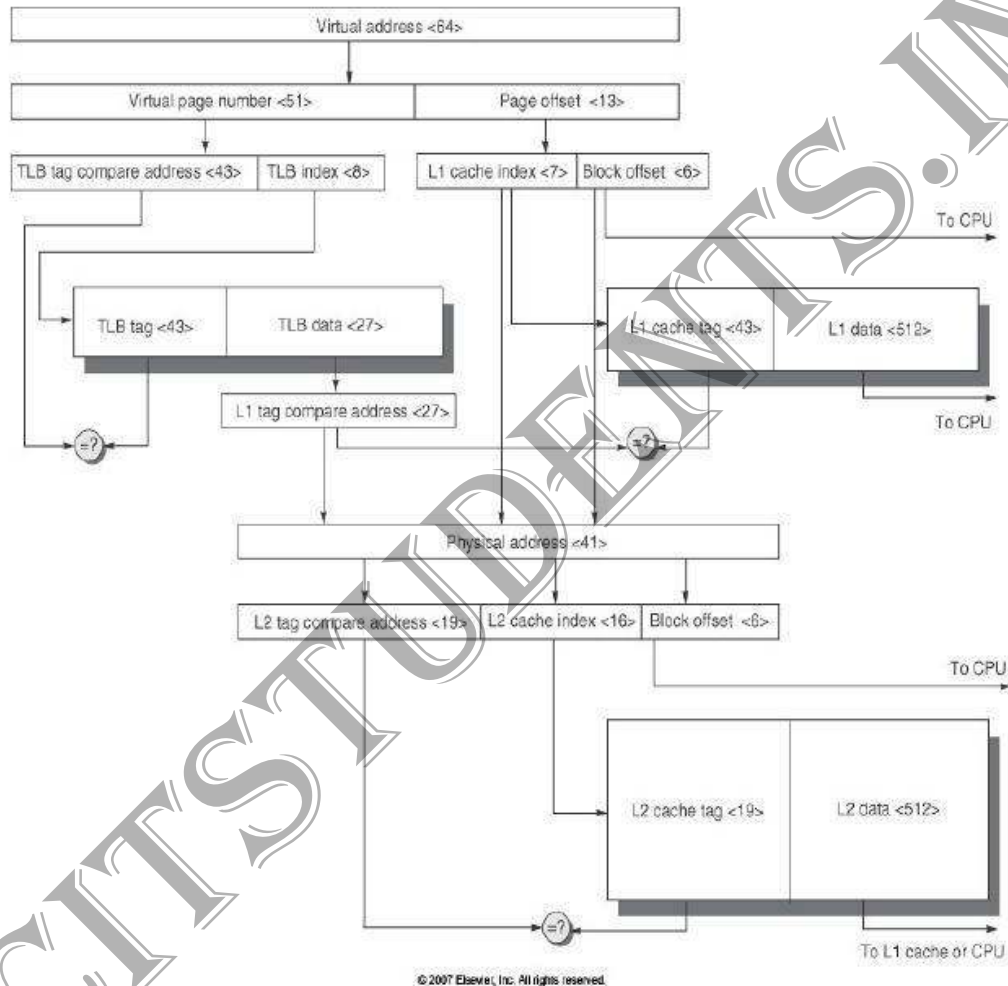 Virtual address <64>
Virtual page number <51>
Page offset <13>
TLB tag compare address <43>
TLB index <8>
L1 cache index <7>
Block offset <6>
To CPU
TLB tag <43>
TLB data <27>
L1 cache tag <43>
L1 data <512>
L1 tag compare address <27>
To CPU
=?
=?
Physical address <41>
L2 tag compare address <19>
L2 cache index <16>
Block offset <6>
To CPU
L2 cache tag <19>
L2 data <512>
=?
To L1 cache or CPU
© 2007 Elsevier, Inc. All rights reserved.
CITSTUDENTS.IN